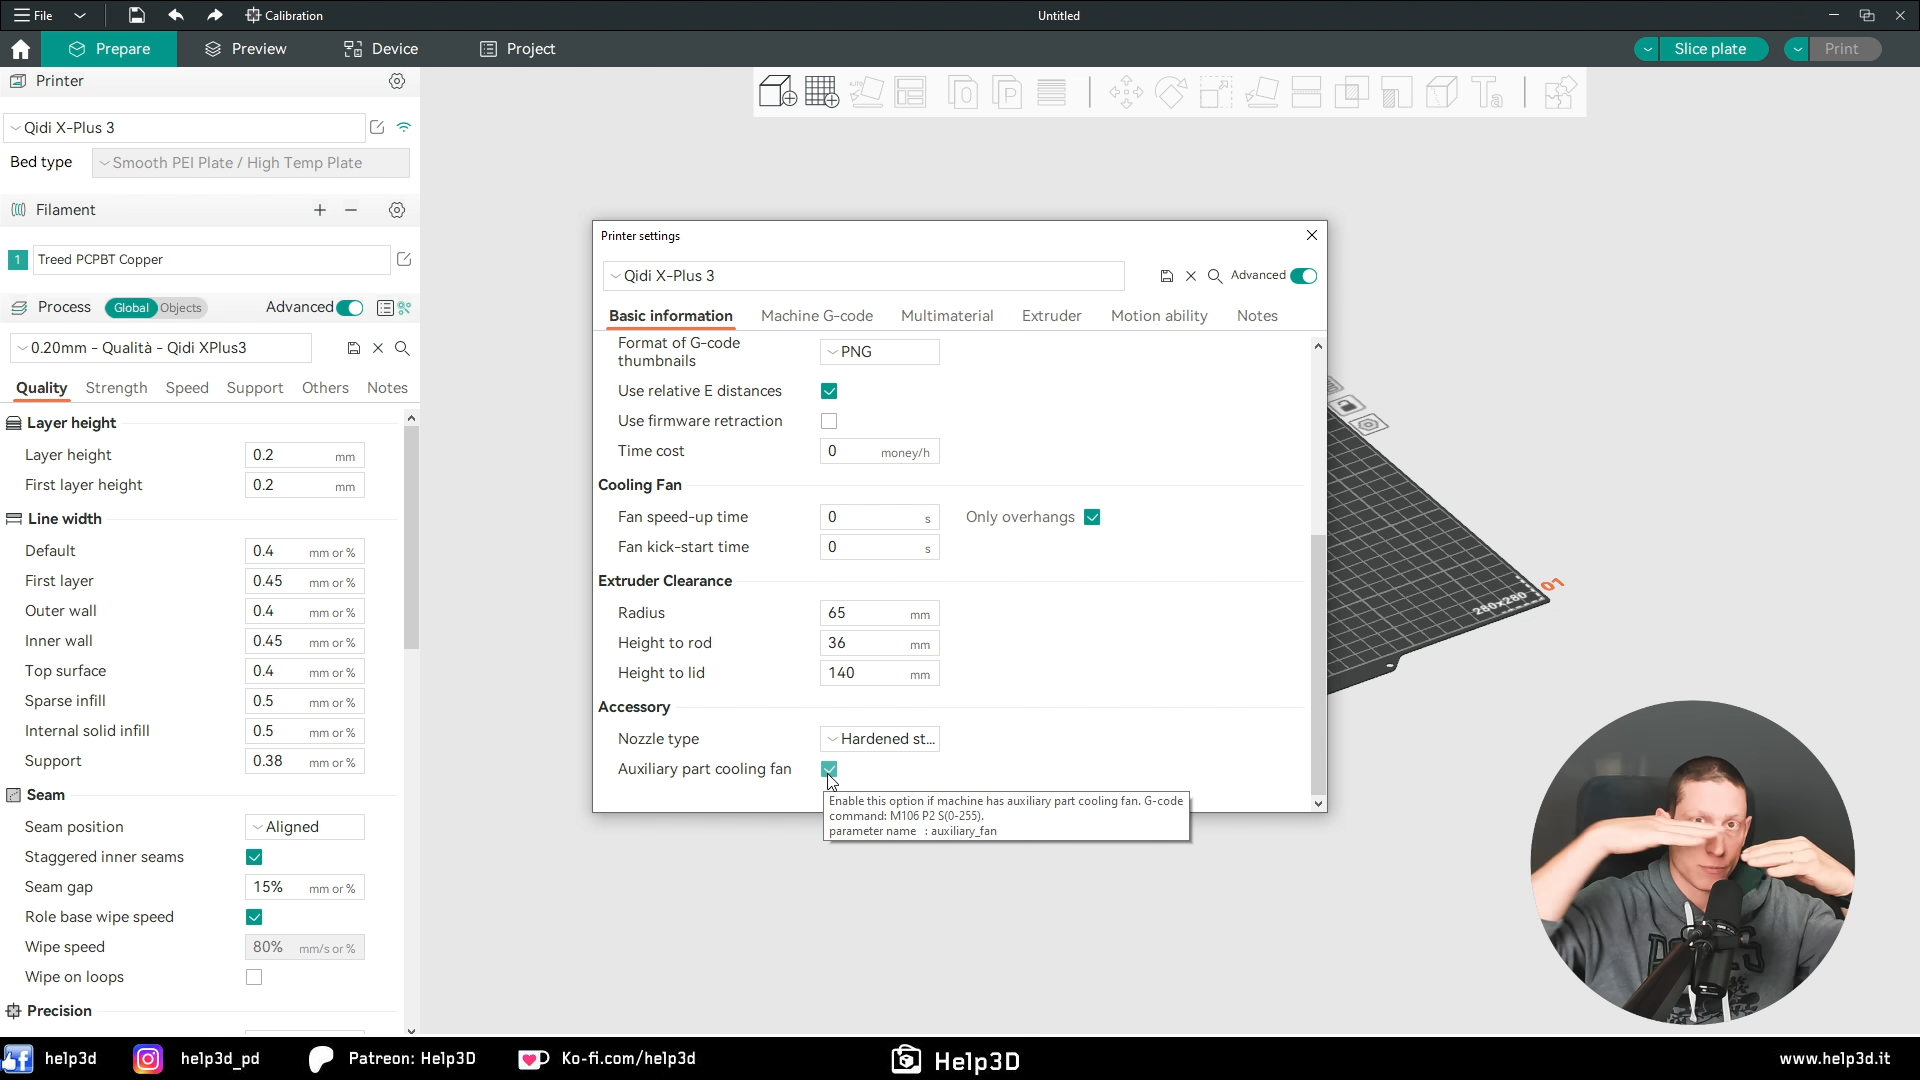 File
Calibration
Untitled
Prepare
Preview
Device
Project
Slice plate
Print
Printer
Qidi X-Plus 3
Bed type
Smooth PEI Plate / High Temp Plate
Filament
1
Treed PCPBT Copper
Process
Global
Objects
Advanced
0.20mm - Qualità - Qidi XPlus3
Quality
Strength
Speed
Support
Others
Notes
Layer height
Layer height 0.2 mm
First layer height 0.2 mm
Line width
Default 0.4 mm or %
First layer 0.45 mm or %
Outer wall 0.4 mm or %
Inner wall 0.45 mm or %
Top surface 0.4 mm or %
Sparse infill 0.5 mm or %
Internal solid infill 0.5 mm or %
Support 0.38 mm or %
Seam
Seam position Aligned
Staggered inner seams
Seam gap 15% mm or %
Role base wipe speed
Wipe speed 80% mm/s or %
Wipe on loops
Precision
Printer settings
Qidi X-Plus 3
Advanced
Basic information
Machine G-code
Multimaterial
Extruder
Motion ability
Notes
Format of G-code
thumbnails
PNG
Use relative E distances
Use firmware retraction
Time cost 0 money/h
Cooling Fan
Fan speed-up time 0 s Only overhangs
Fan kick-start time 0 s
Extruder Clearance
Radius 65 mm
Height to rod 36 mm
Height to lid 140 mm
Accessory
Nozzle type Hardened st...
Auxiliary part cooling fan
Enable this option if machine has auxiliary part cooling fan. G-code
command: M106 P2 S(0-255).
parameter name : auxiliary_fan
01
280x280
help3d
help3d_pd
Patreon: Help3D
Ko-fi.com/help3d
Help3D
www.help3d.it